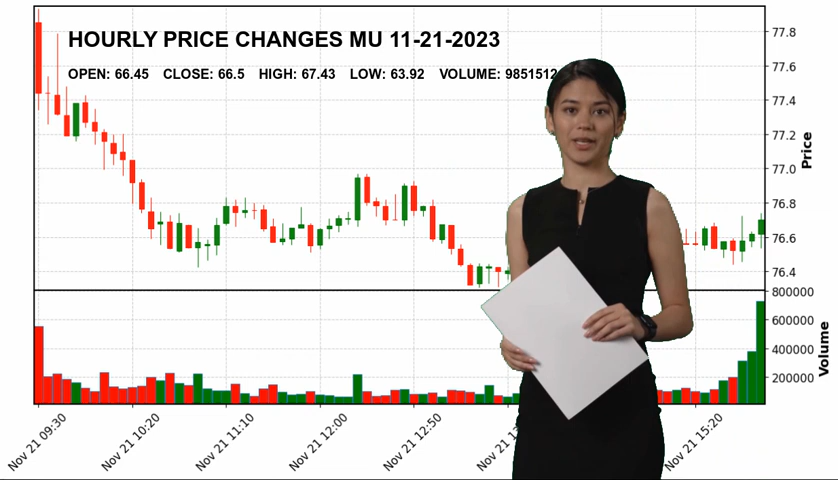 HOURLY PRICE CHANGES MU 11-21-2023
OPEN: 66.45 CLOSE: 66.5 HIGH: 67.43 LOW: 63.92 VOLUME: 9851512
77.8
77.6
77.4
77.2
77.0
76.8
76.6
76.4
Price
800000
600000
400000
200000
Volume
Nov 21 09:30
Nov 21 10:20
Nov 21 11:10
Nov 21 12:00
Nov 21 12:50
Nov 21
Nov 21 15:20